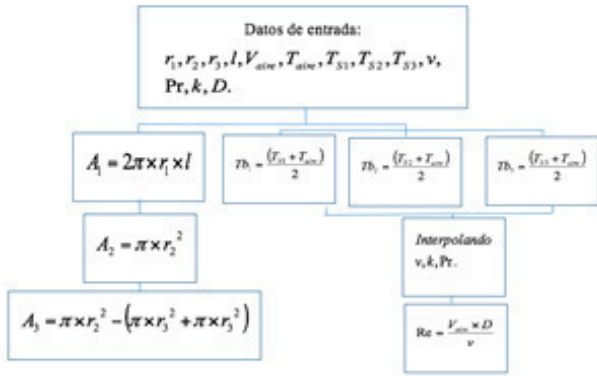 Datos de entrada:
r₁, r₂, r₃, l, V_aire, T_aire, T_S1, T_S2, T_S3, ν,
Pr, k, D.
A₁ = 2π × r₁ × l
Tb₁ = (T_S1 + T_aire) / 2
Tb₂ = (T_S2 + T_aire) / 2
Tb₃ = (T_S3 + T_aire) / 2
A₂ = π × r₂²
Interpolando
ν, k, Pr.
A₃ = π × r₂² − (π × r₃² + π × r₃²)
Re = V_aire × D / ν